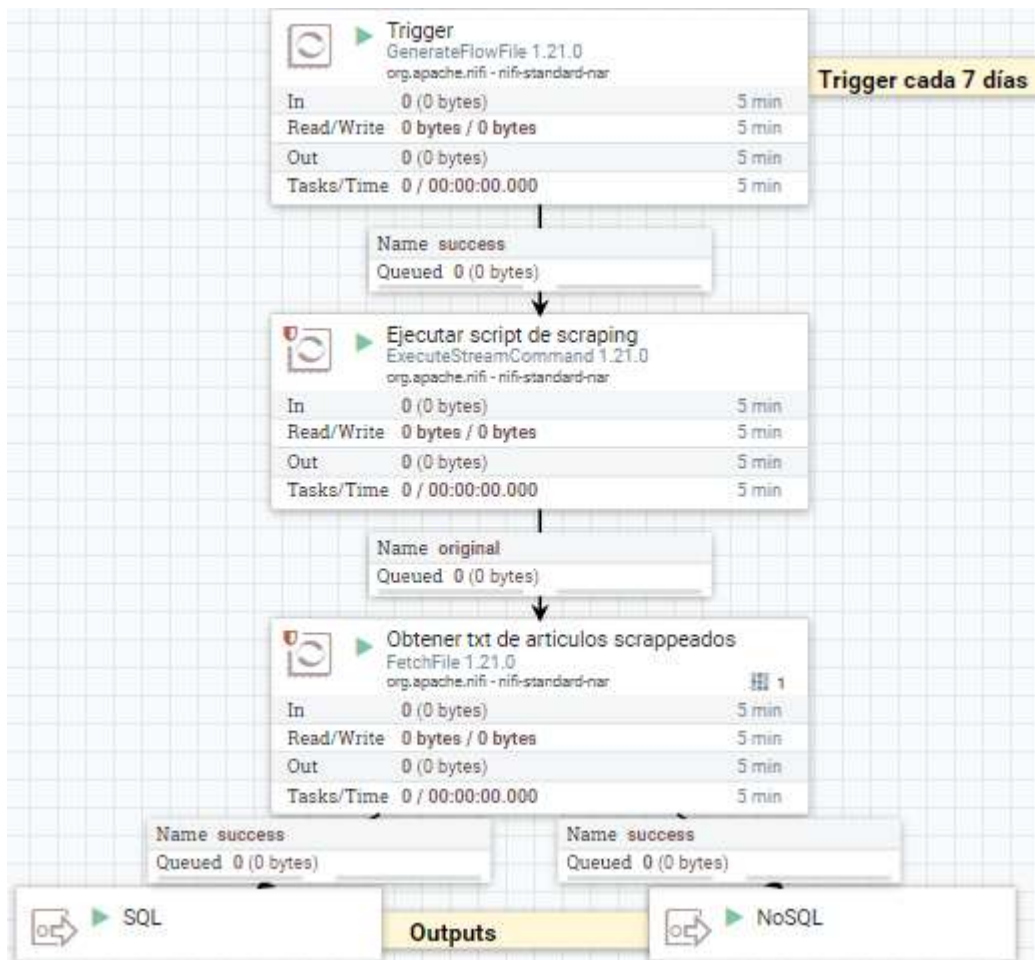 Trigger
GenerateFlowFile 1.21.0
org.apache.nifi - nifi-standard-nar
Trigger cada 7 días
In 0 (0 bytes) 5 min
Read/Write 0 bytes / 0 bytes 5 min
Out 0 (0 bytes) 5 min
Tasks/Time 0 / 00:00:00.000 5 min
Name success
Queued 0 (0 bytes)
Ejecutar script de scraping
ExecuteStreamCommand 1.21.0
org.apache.nifi - nifi-standard-nar
In 0 (0 bytes) 5 min
Read/Write 0 bytes / 0 bytes 5 min
Out 0 (0 bytes) 5 min
Tasks/Time 0 / 00:00:00.000 5 min
Name original
Queued 0 (0 bytes)
Obtener txt de articulos scrappeados
FetchFile 1.21.0
org.apache.nifi - nifi-standard-nar 1
In 0 (0 bytes) 5 min
Read/Write 0 bytes / 0 bytes 5 min
Out 0 (0 bytes) 5 min
Tasks/Time 0 / 00:00:00.000 5 min
Name success
Queued 0 (0 bytes)
Name success
Queued 0 (0 bytes)
SQL
Outputs
NoSQL